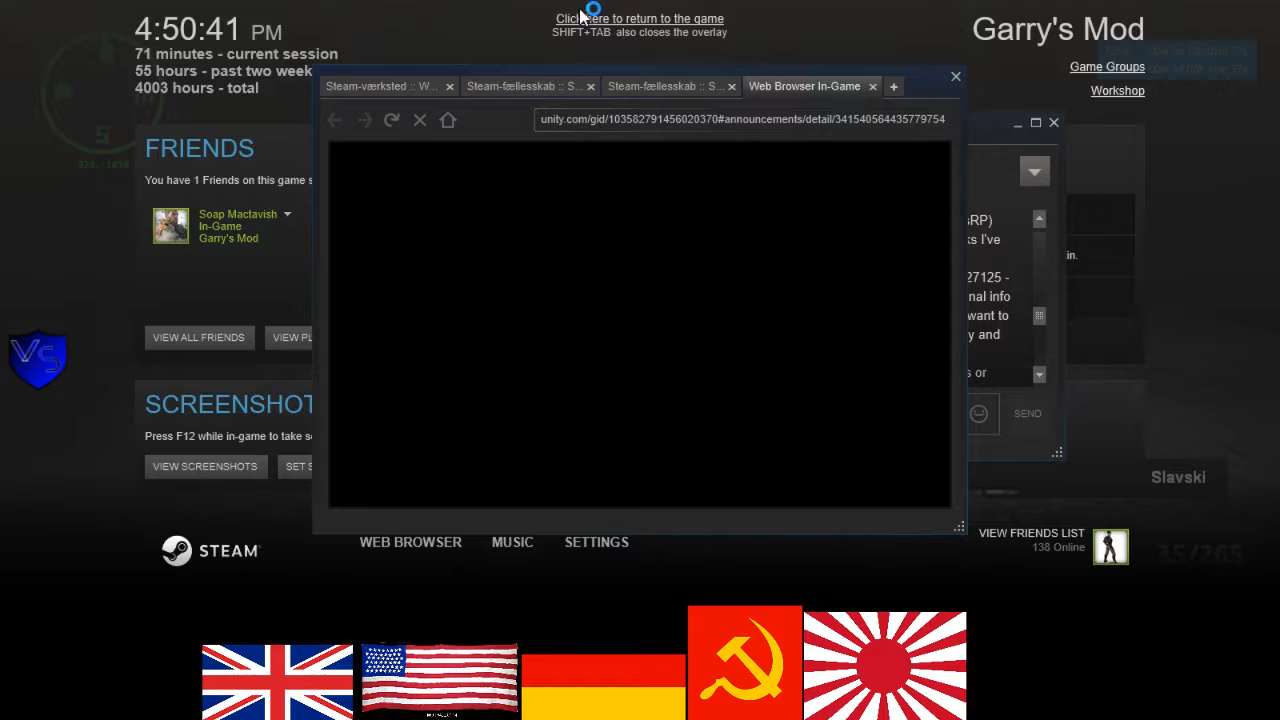 4:50:41 PM
71 minutes - current session
55 hours - past two week
4003 hours - total
Click here to return to the game
SHIFT+TAB also closes the overlay
Garry's Mod
Game Groups
Workshop
Steam-værksted :: W...
Steam-fællesskab :: S...
Steam-fællesskab :: S...
Web Browser In-Game
unity.com/gid/103582791456020370#announcements/detail/341540564435779754
FRIENDS
You have 1 Friends on this game s
Soap Mactavish
In-Game
Garry's Mod
VIEW ALL FRIENDS
VIEW PL
RP)
ks I've
27125 -
nal info
want to
y and
s or
in.
SEND
VS
SCREENSHOT
Press F12 while in-game to take s
VIEW SCREENSHOTS
SET S
Slavski
STEAM
WEB BROWSER
MUSIC
SETTINGS
VIEW FRIENDS LIST
138 Online
35/265